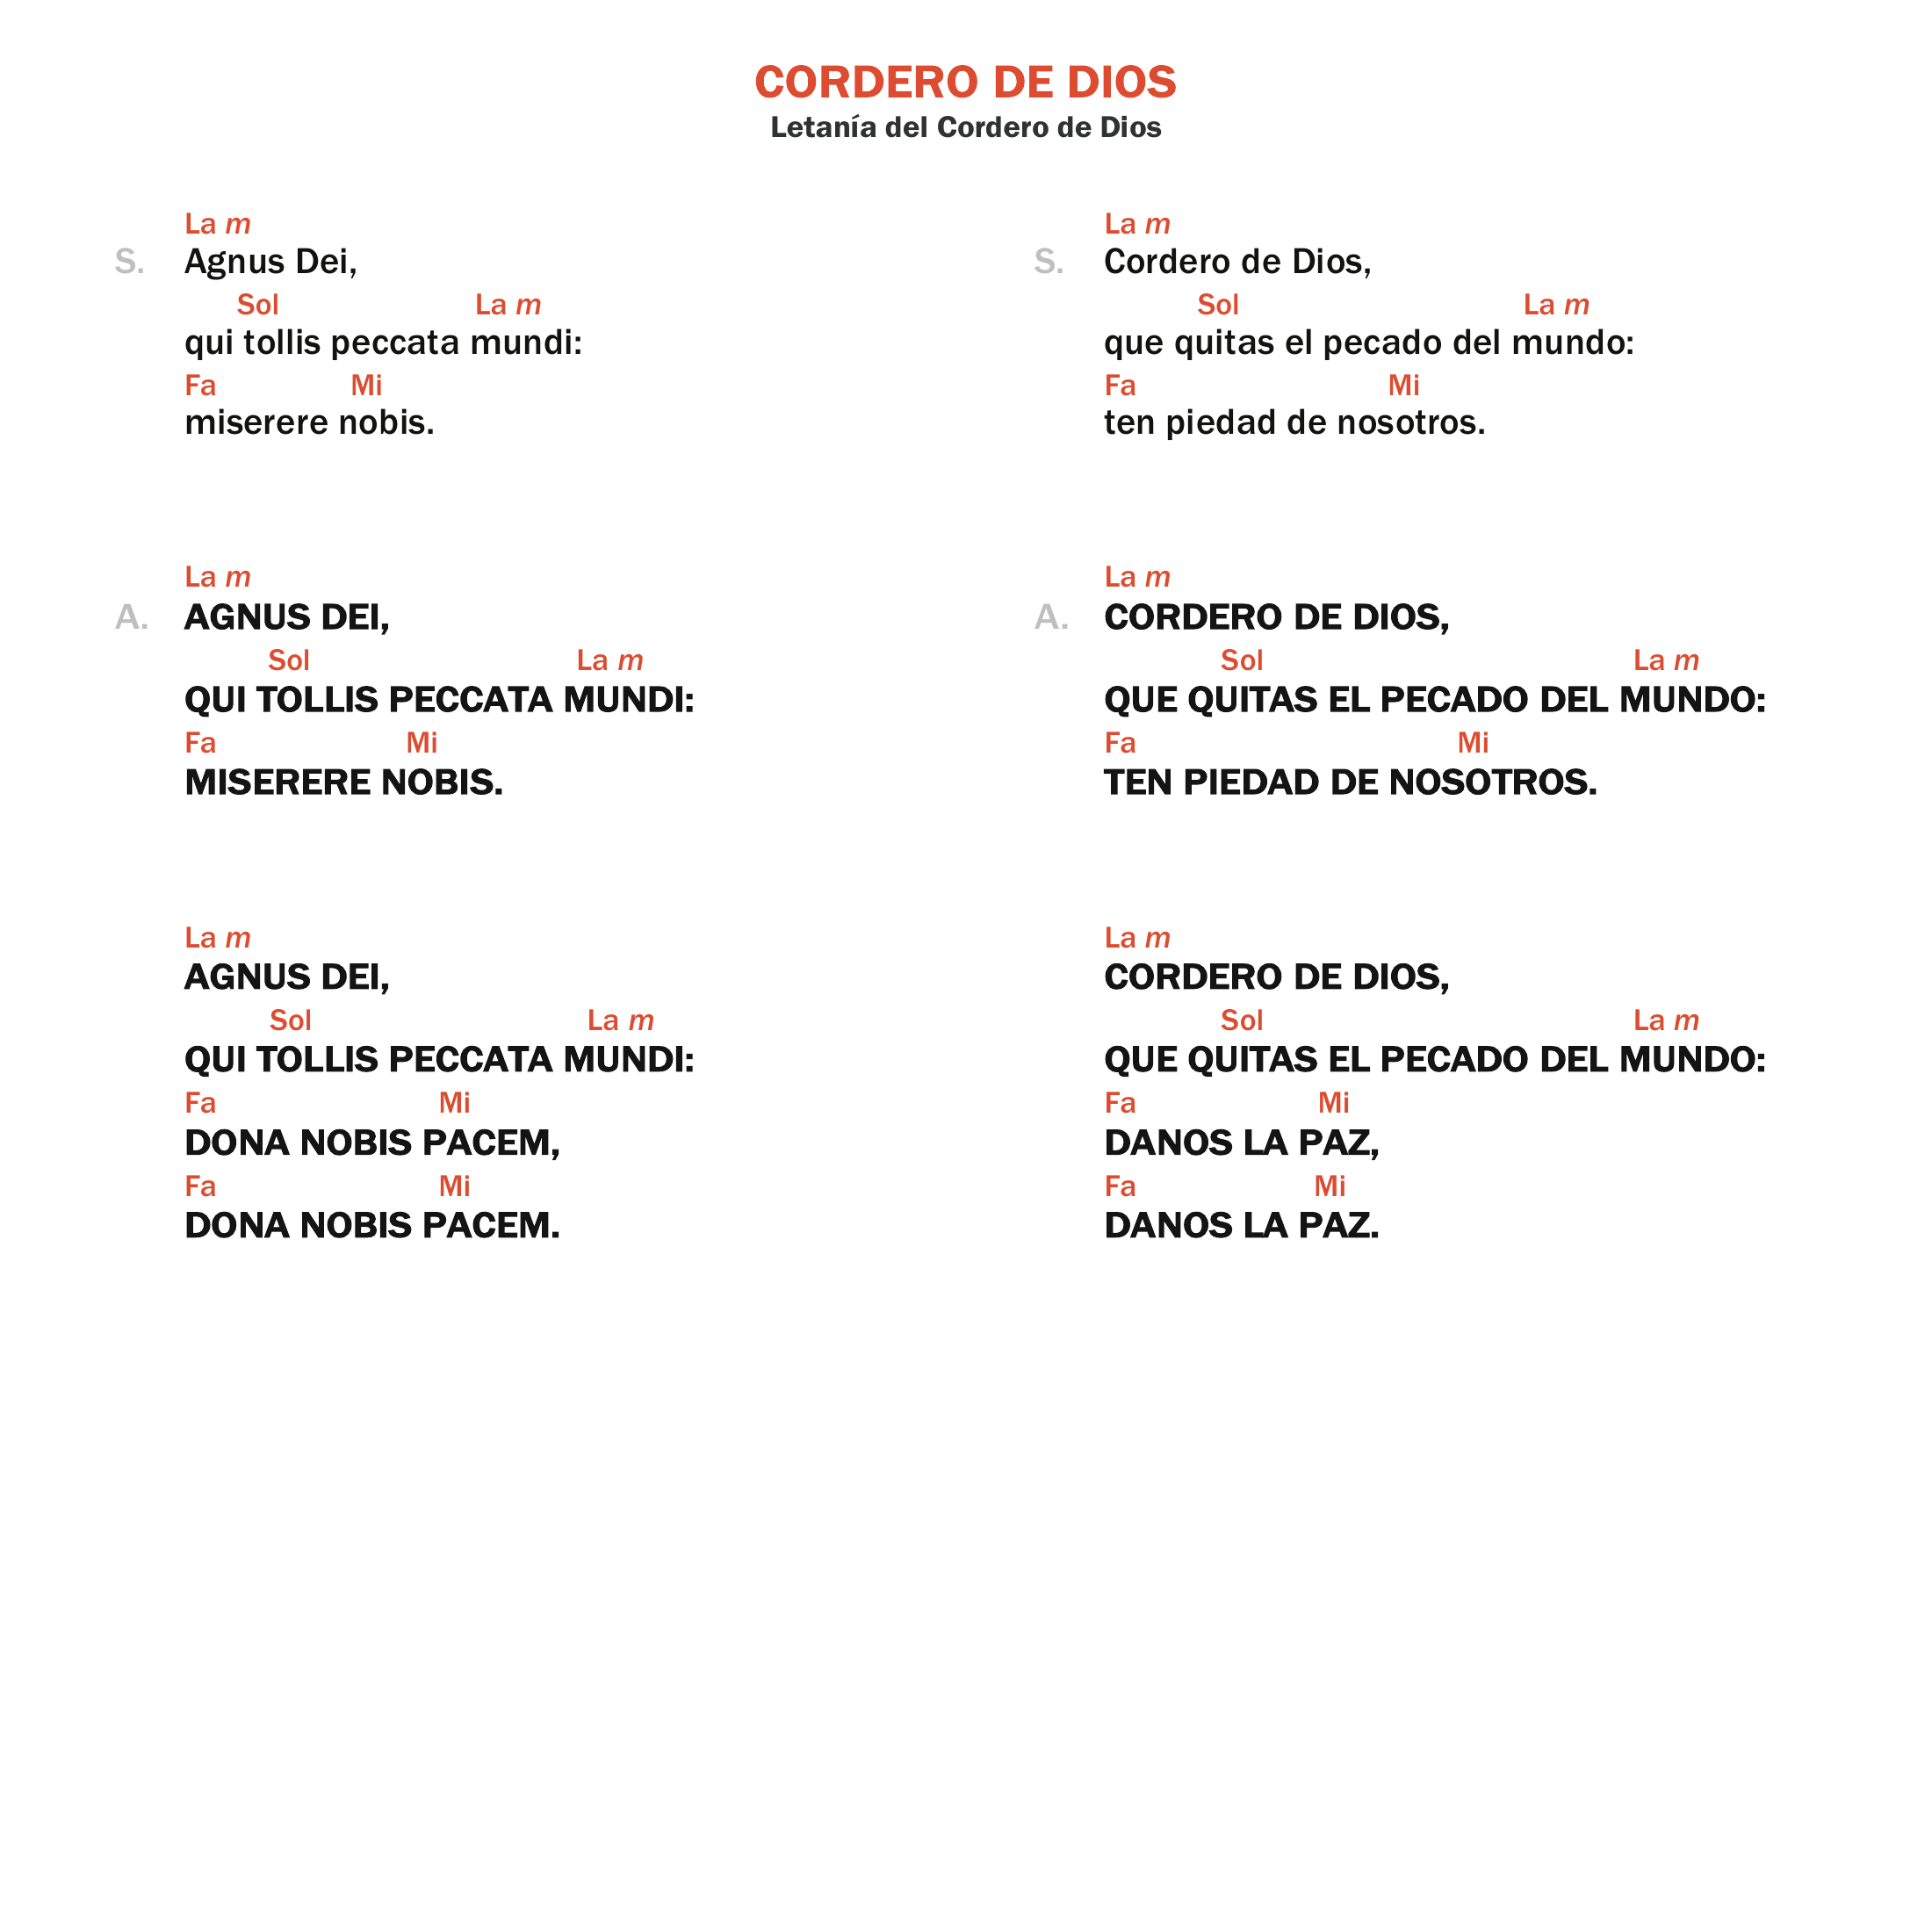 CORDERO DE DIOS
Letanía del Cordero de Dios
La m
S. Agnus Dei,
Sol La m
qui tollis peccata mundi:
Fa Mi
miserere nobis.
La m
A. AGNUS DEI,
Sol La m
QUI TOLLIS PECCATA MUNDI:
Fa Mi
MISERERE NOBIS.
La m
AGNUS DEI,
Sol La m
QUI TOLLIS PECCATA MUNDI:
Fa Mi
DONA NOBIS PACEM,
Fa Mi
DONA NOBIS PACEM.
La m
S. Cordero de Dios,
Sol La m
que quitas el pecado del mundo:
Fa Mi
ten piedad de nosotros.
La m
A. CORDERO DE DIOS,
Sol La m
QUE QUITAS EL PECADO DEL MUNDO:
Fa Mi
TEN PIEDAD DE NOSOTROS.
La m
CORDERO DE DIOS,
Sol La m
QUE QUITAS EL PECADO DEL MUNDO:
Fa Mi
DANOS LA PAZ,
Fa Mi
DANOS LA PAZ.